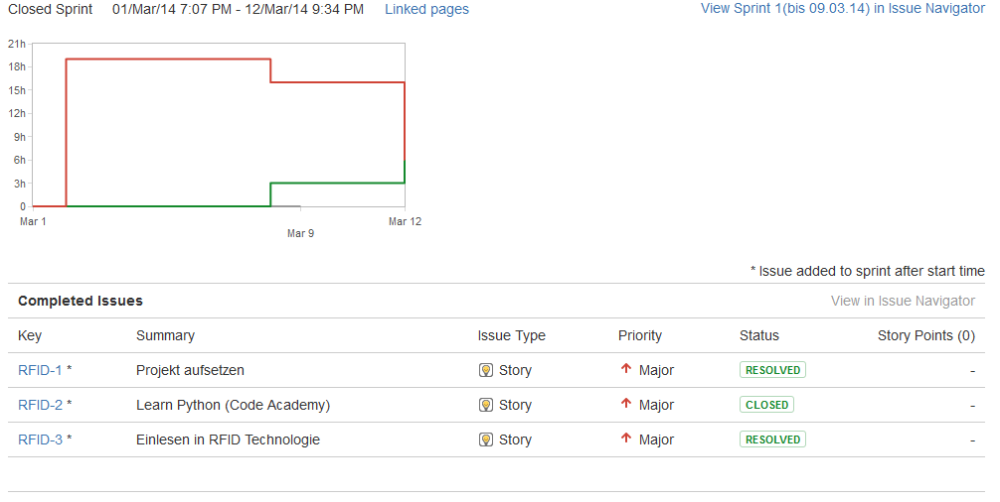 Closed Sprint 01/Mar/14 7:07 PM - 12/Mar/14 9:34 PM Linked pages View Sprint 1(bis 09.03.14) in Issue Navigator
21h
18h
15h
12h
9h
6h
3h
0
Mar 1 Mar 12
Mar 9
* Issue added to sprint after start time
Completed Issues View in Issue Navigator
Key Summary Issue Type Priority Status Story Points (0)
RFID-1 * Projekt aufsetzen Story Major RESOLVED -
RFID-2 * Learn Python (Code Academy) Story Major CLOSED -
RFID-3 * Einlesen in RFID Technologie Story Major RESOLVED -